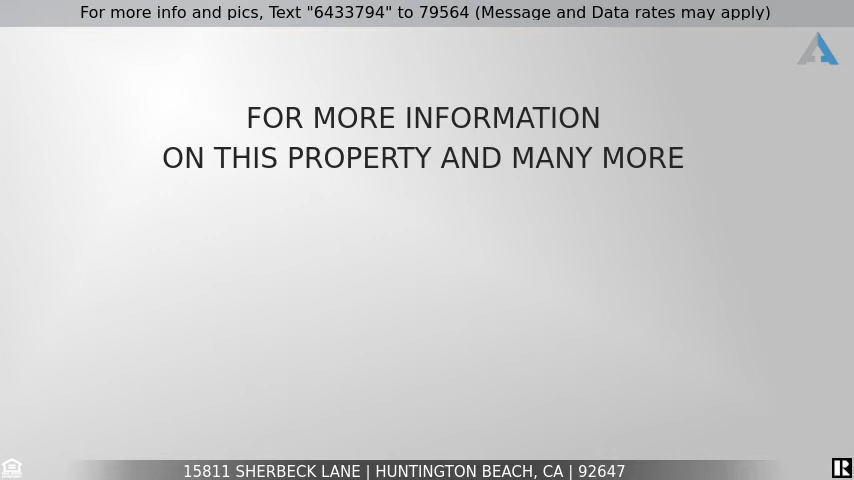 For more info and pics, Text "6433794" to 79564 (Message and Data rates may apply)
FOR MORE INFORMATION
ON THIS PROPERTY AND MANY MORE
15811 SHERBECK LANE | HUNTINGTON BEACH, CA | 92647